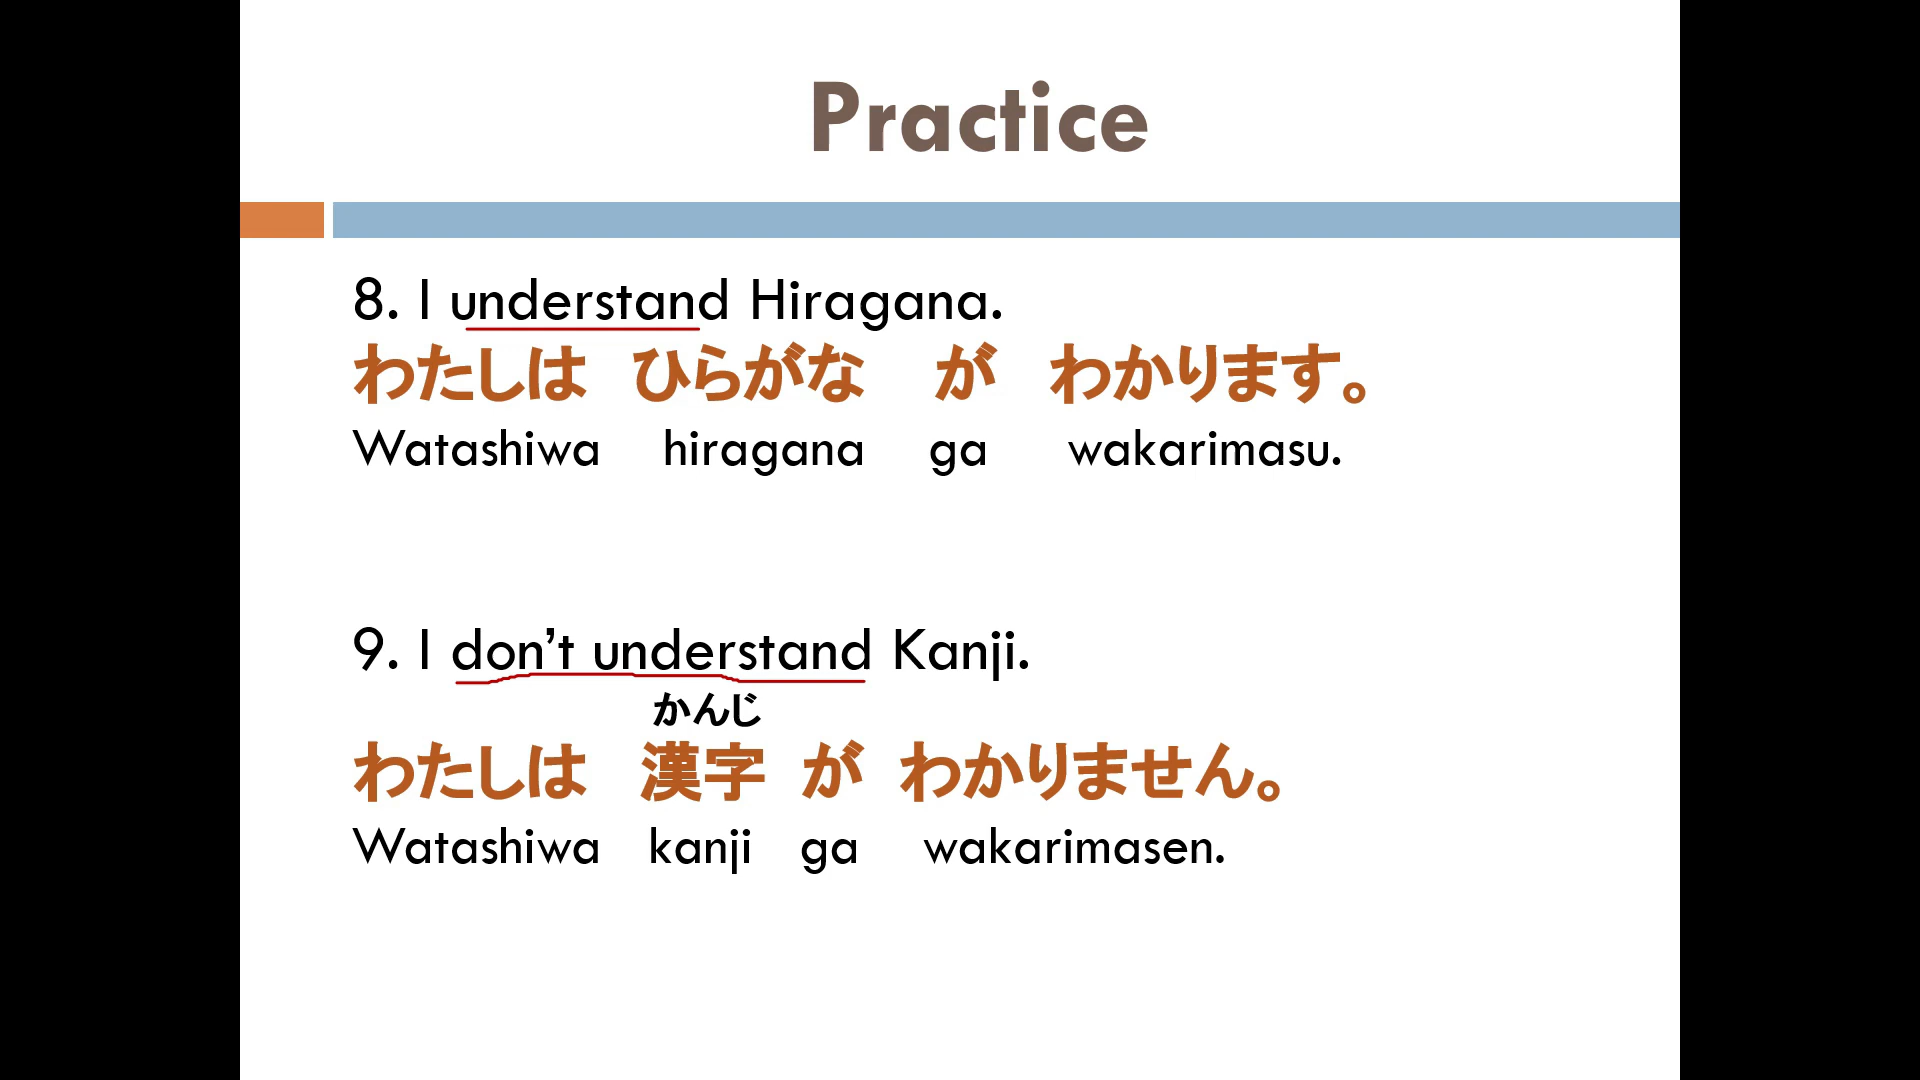 Practice
8. I understand Hiragana.
わたしは ひらがな が わかります。
Watashiwa hiragana ga wakarimasu.
9. I don’t understand Kanji.
かんじ
わたしは 漢字 が わかりません。
Watashiwa kanji ga wakarimasen.